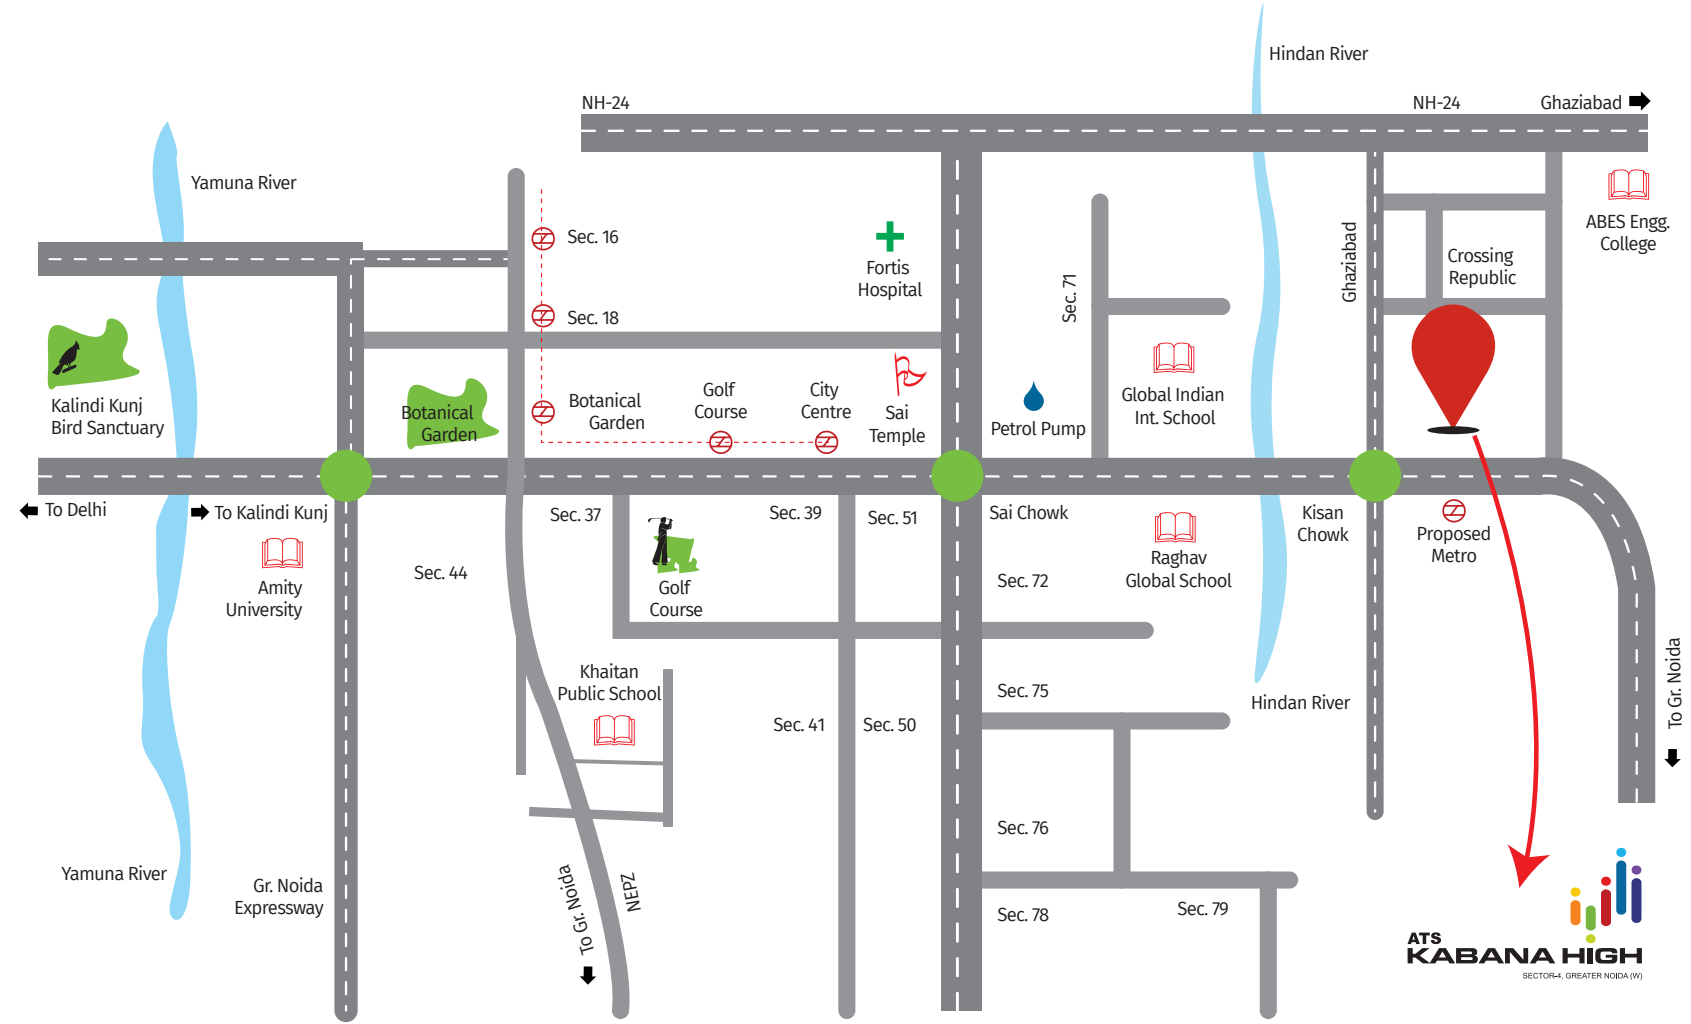 Hindan River
NH-24
NH-24
Ghaziabad
Yamuna River
Sec. 16
Fortis
Hospital
Sec. 71
Ghaziabad
Crossing
Republic
ABES Engg.
College
Sec. 18
Kalindi Kunj
Bird Sanctuary
Botanical
Garden
Botanical
Garden
Golf
Course
City
Centre
Sai
Temple
Petrol Pump
Global Indian
Int. School
To Delhi
To Kalindi Kunj
Amity
University
Sec. 44
Sec. 37
Golf
Course
Sec. 39
Sec. 51
Sai Chowk
Sec. 72
Raghav
Global School
Kisan
Chowk
Proposed
Metro
Khaitan
Public School
Sec. 41
Sec. 50
Sec. 75
Hindan River
To Gr. Noida
Sec. 76
Yamuna River
Gr. Noida
Expressway
To Gr. Noida
NEPZ
Sec. 78
Sec. 79
ATS
KABANA HIGH
SECTOR-4, GREATER NOIDA (W)